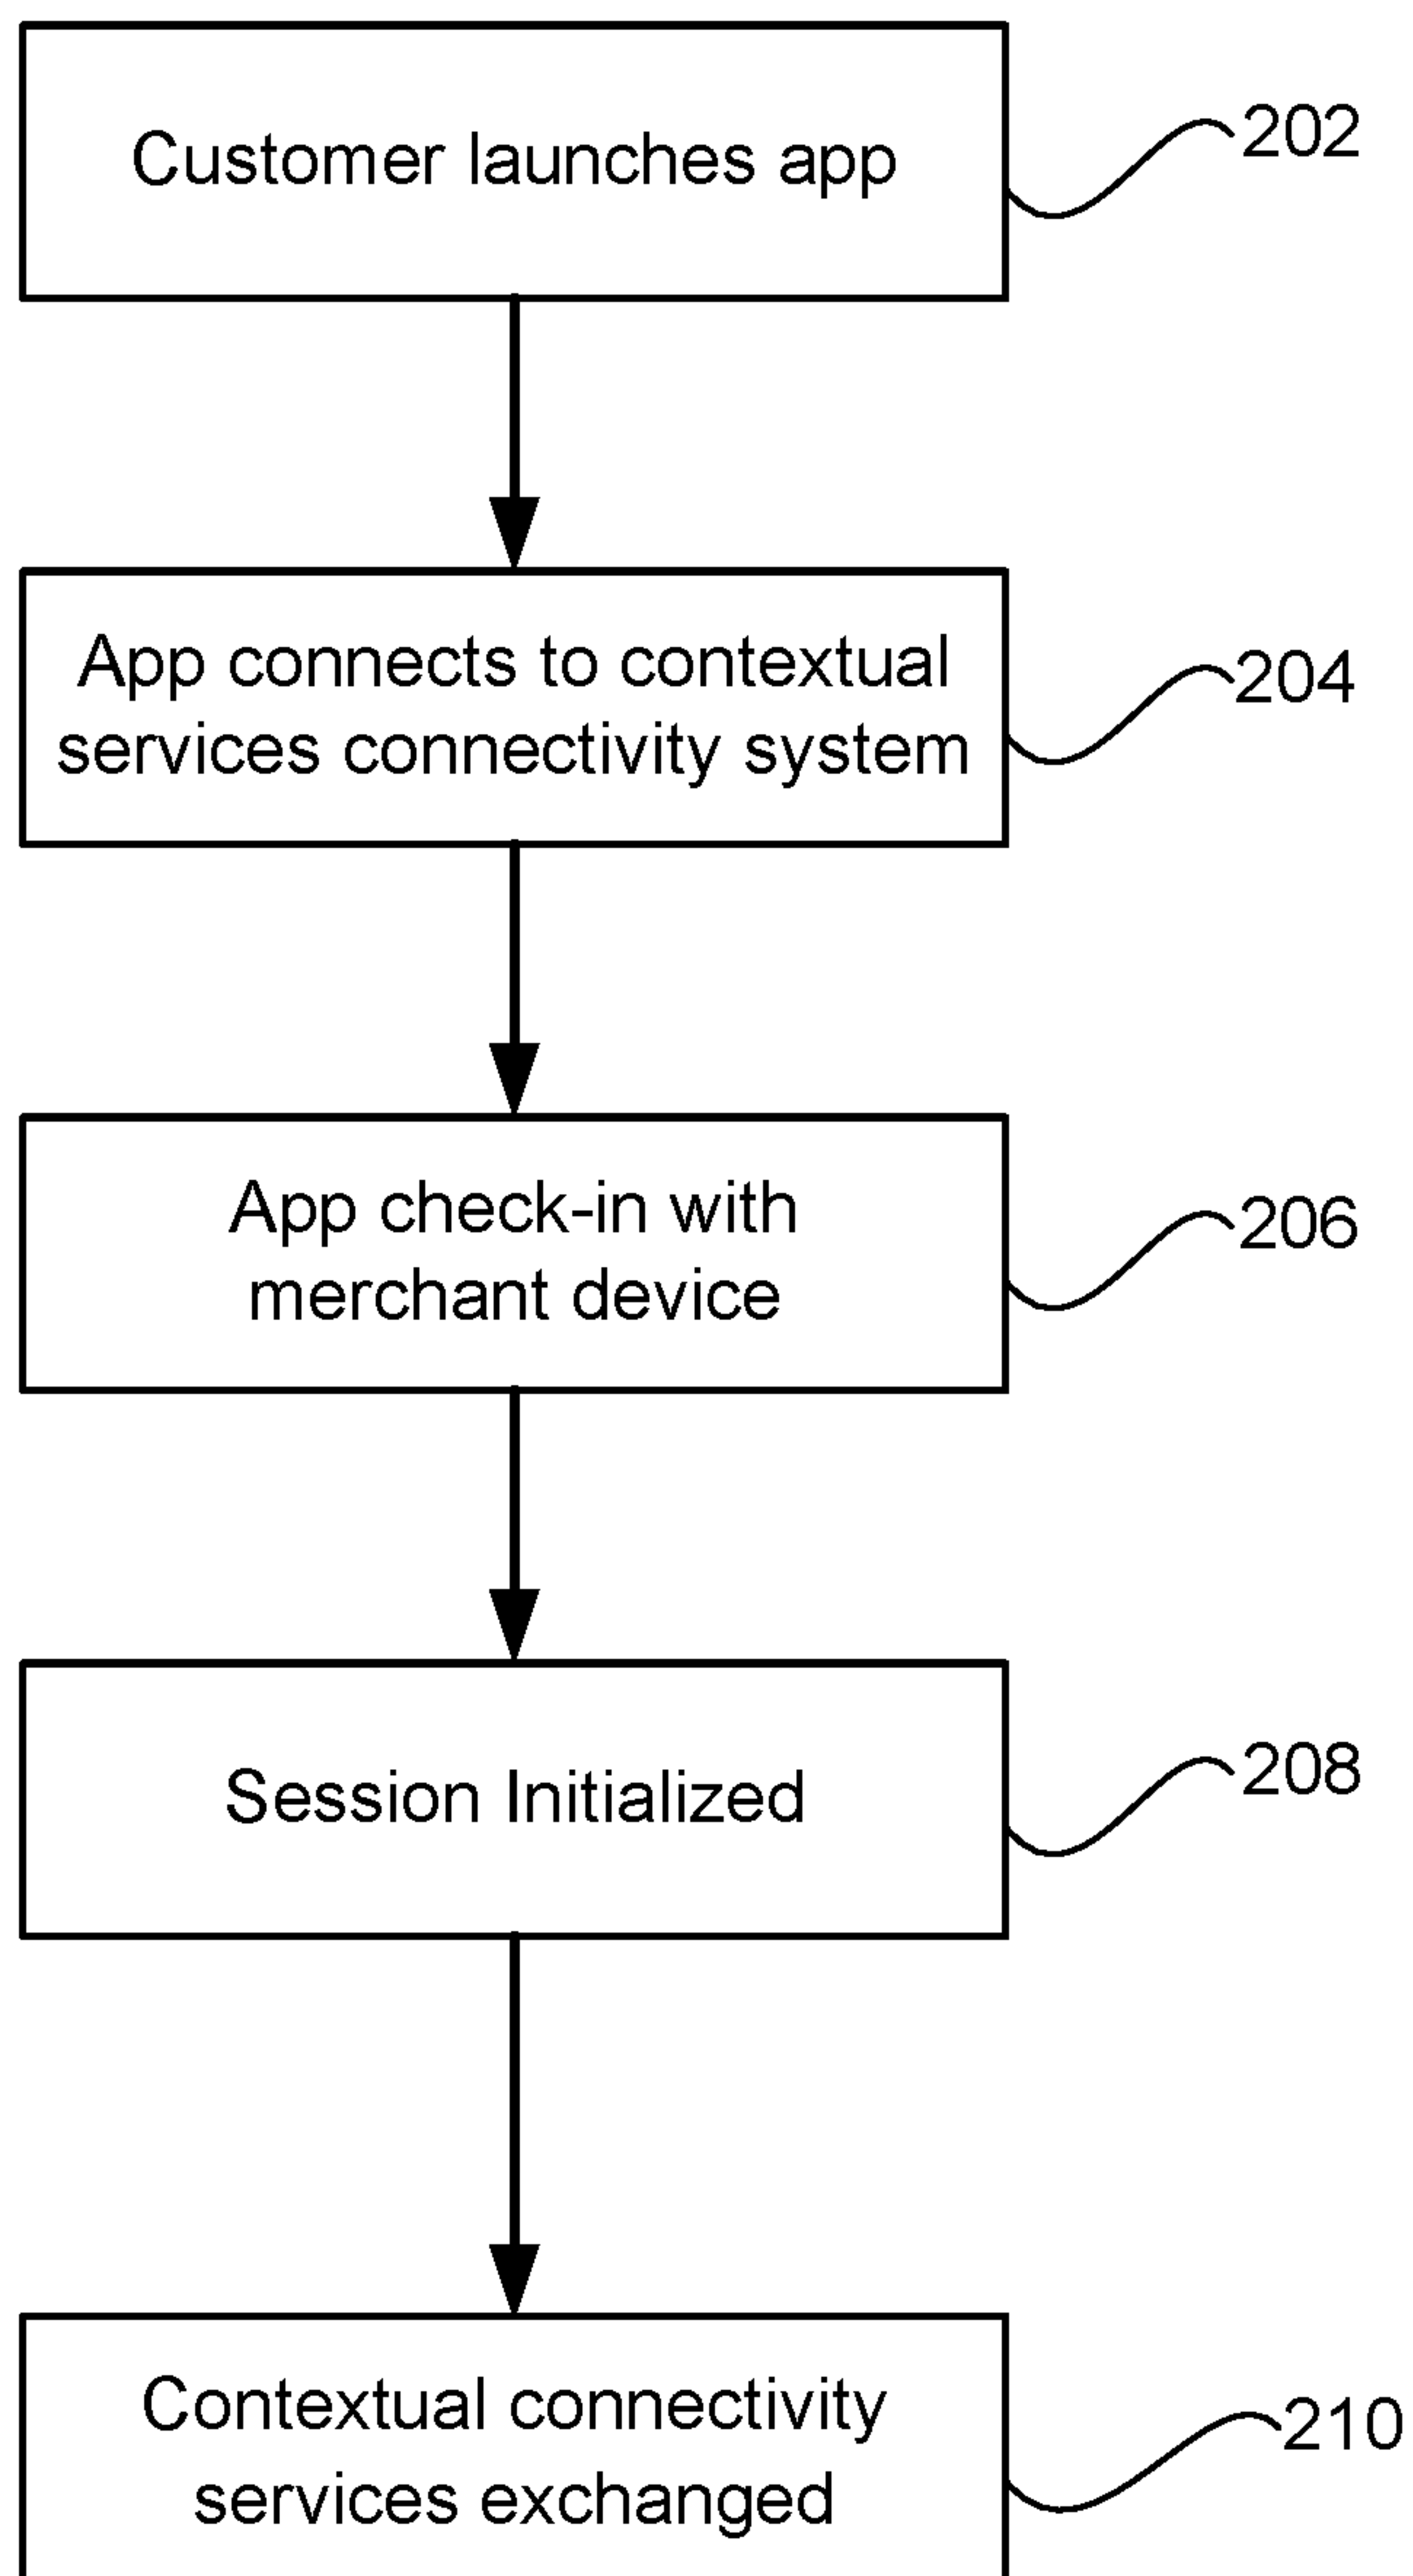 Customer launches app
202
App connects to contextual
services connectivity system
204
App check-in with
merchant device
206
Session Initialized
208
Contextual connectivity
services exchanged
210